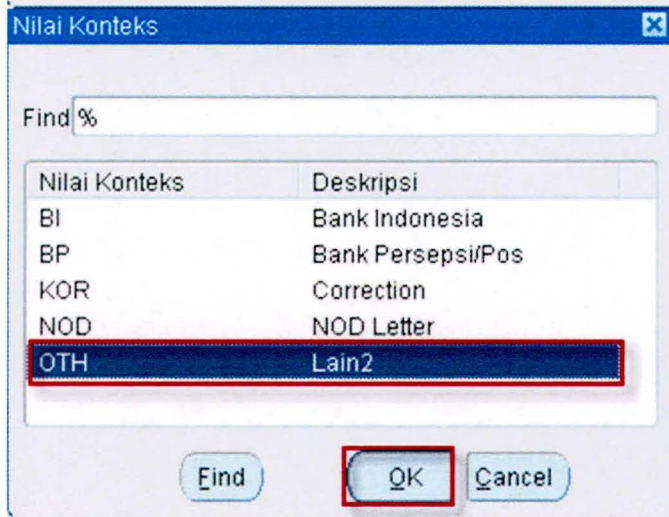 Nilai Konteks
Find %
Nilai Konteks Deskripsi
BI Bank Indonesia
BP Bank Persepsi/Pos
KOR Correction
NOD NOD Letter
OTH Lain2
Find OK Cancel